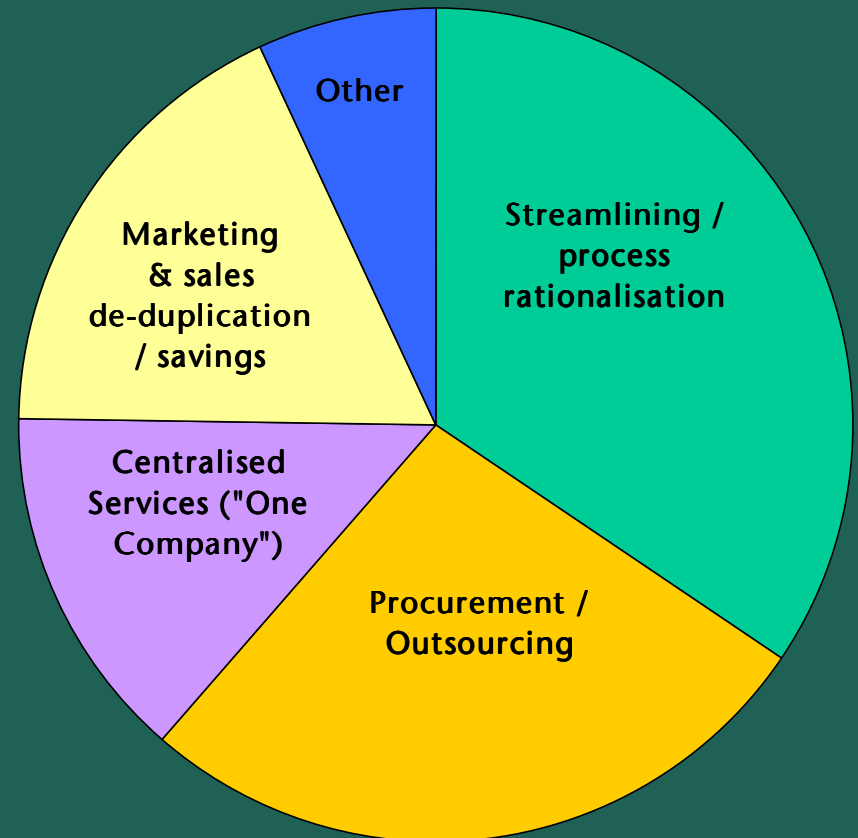 Other
Streamlining /
process
rationalisation
Marketing
& sales
de-duplication
/ savings
Centralised
Services ("One
Company")
Procurement /
Outsourcing